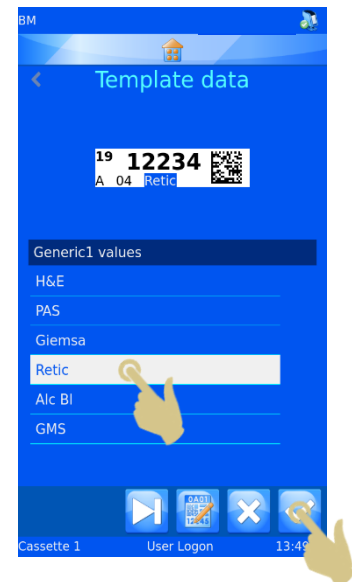 BM
Template data
19 12234
A 04 Retic
Generic1 values
H&E
PAS
Giemsa
Retic
Alc Bl
GMS
0A01
12345
Cassette 1 User Logon 13:49